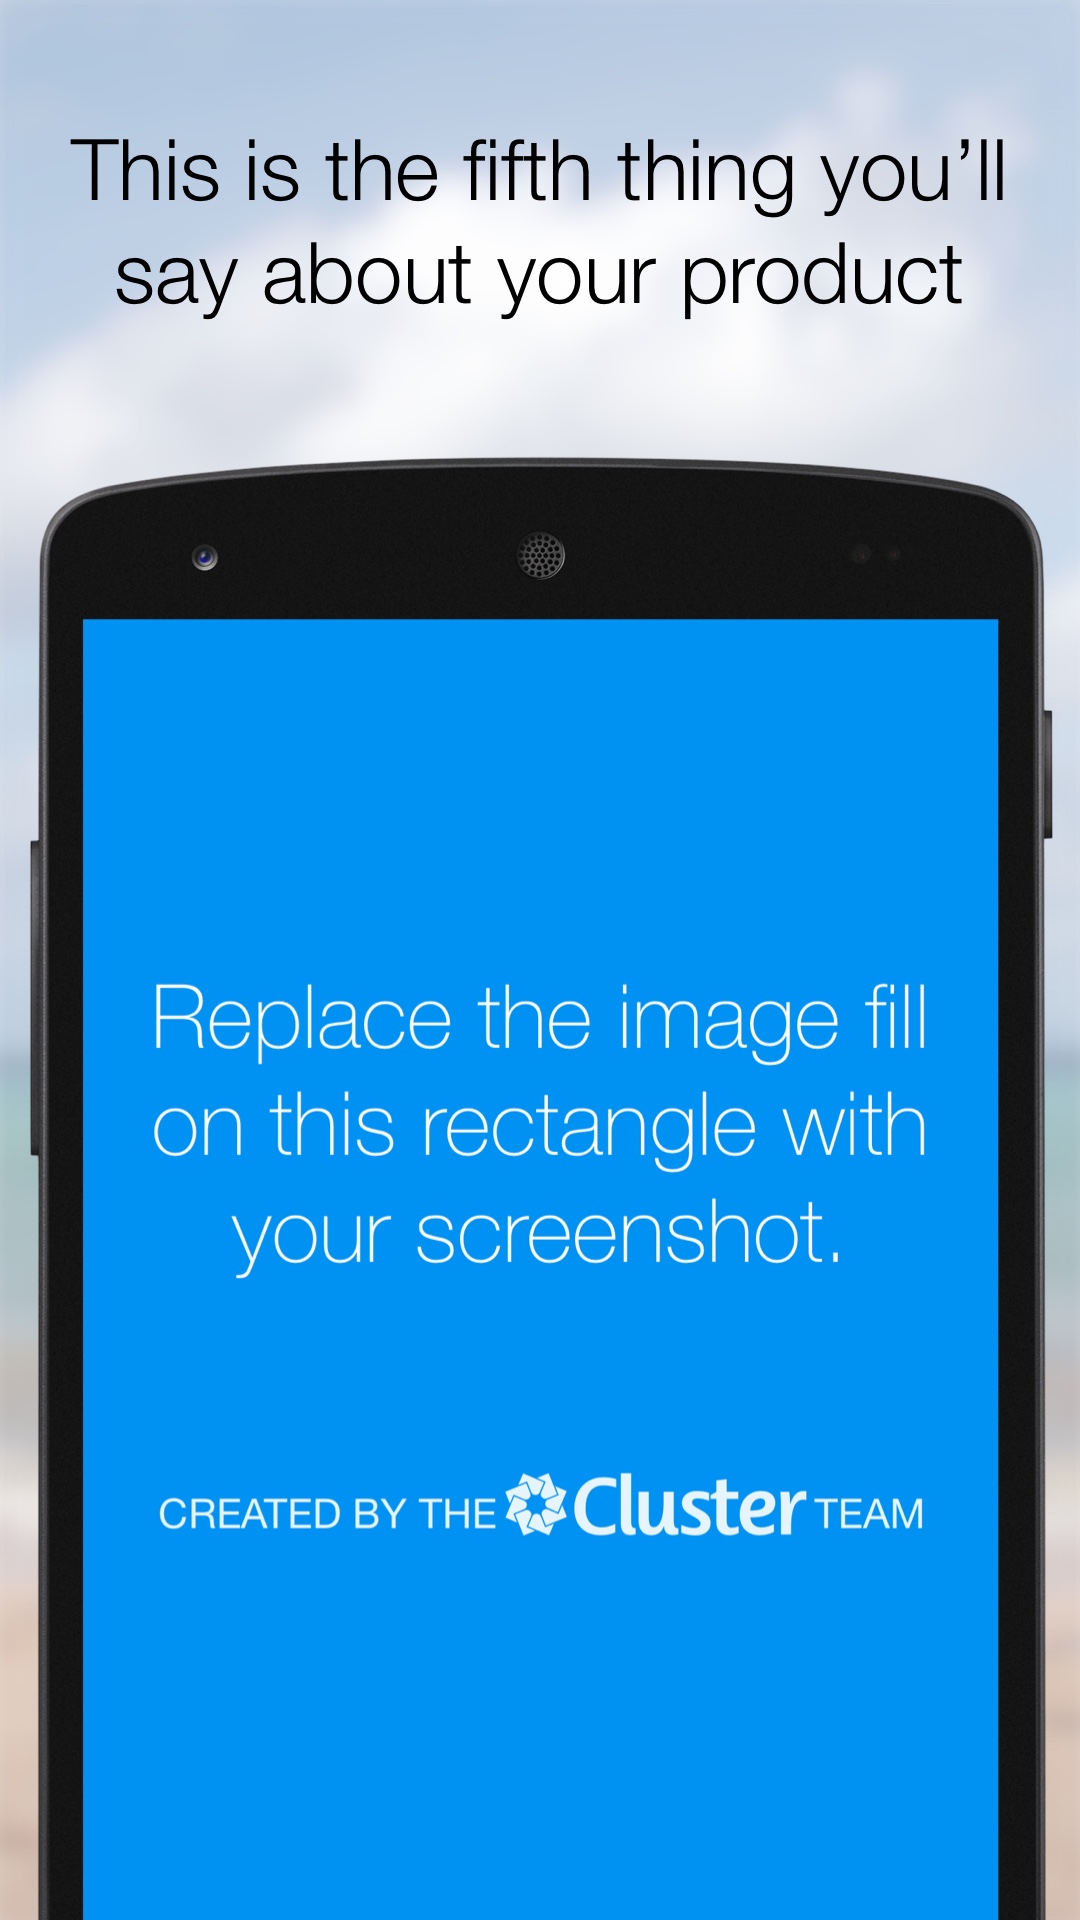 This is the fifth thing you’ll
say about your product
Replace the image fill
on this rectangle with
your screenshot.
CREATED BY THE Cluster TEAM